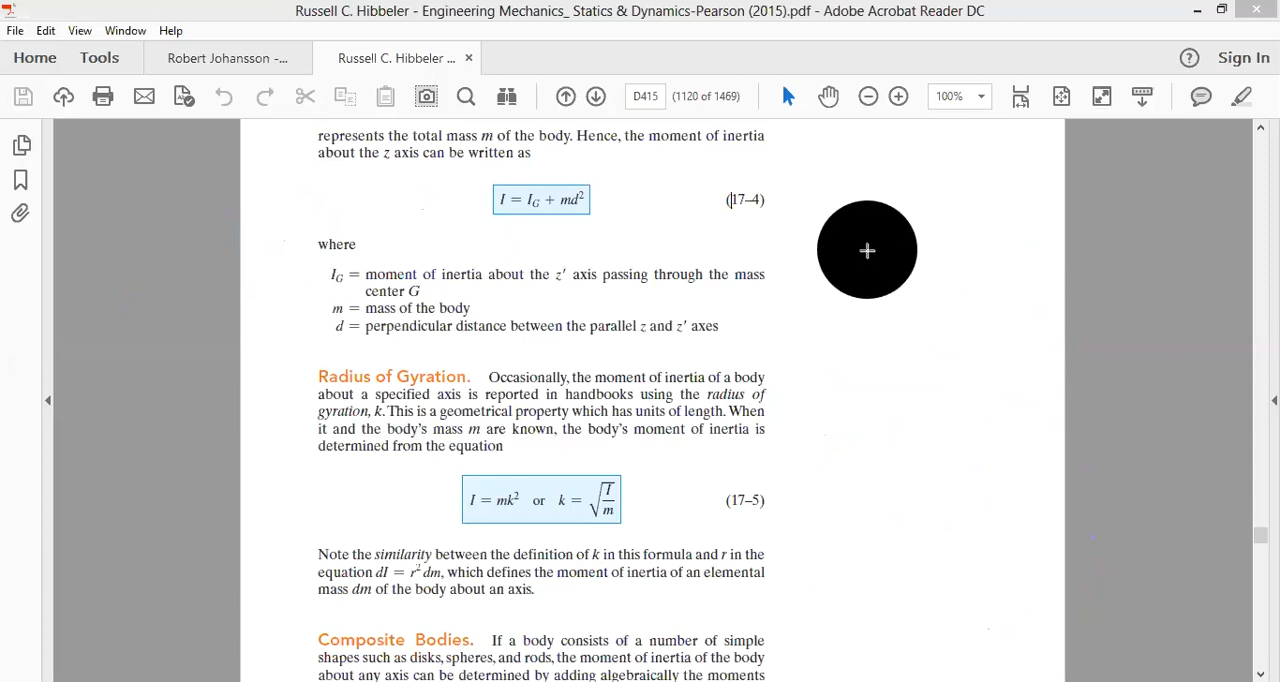 Russell C. Hibbeler - Engineering Mechanics_ Statics & Dynamics-Pearson (2015).pdf - Adobe Acrobat Reader DC
File Edit View Window Help
Home Tools Robert Johansson -... Russell C. Hibbeler ... × ? Sign In
D415 (1120 of 1469) 100%
represents the total mass m of the body. Hence, the moment of inertia
about the z axis can be written as
I = I_G + md² (17–4)
where
I_G = moment of inertia about the z′ axis passing through the mass
center G
m = mass of the body
d = perpendicular distance between the parallel z and z′ axes
Radius of Gyration. Occasionally, the moment of inertia of a body
about a specified axis is reported in handbooks using the radius of
gyration, k. This is a geometrical property which has units of length. When
it and the body's mass m are known, the body's moment of inertia is
determined from the equation
I = mk² or k = √(I/m) (17–5)
Note the similarity between the definition of k in this formula and r in the
equation dI = r² dm, which defines the moment of inertia of an elemental
mass dm of the body about an axis.
Composite Bodies. If a body consists of a number of simple
shapes such as disks, spheres, and rods, the moment of inertia of the body
about any axis can be determined by adding algebraically the moments